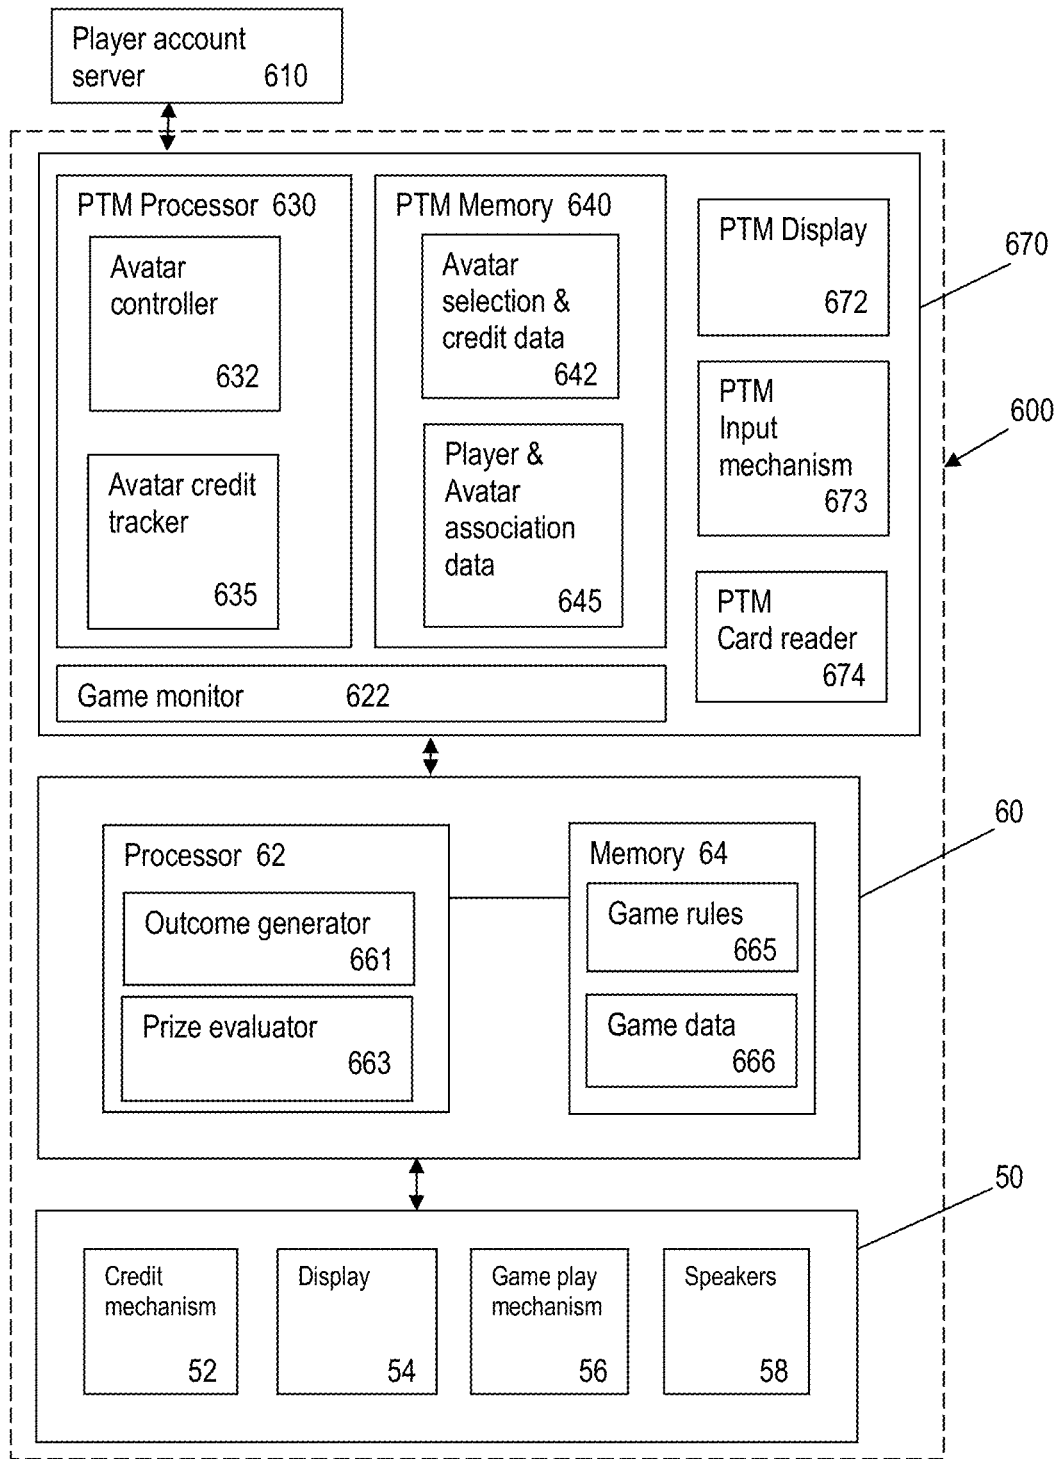 Player account
server 610
PTM Processor 630
Avatar
controller
632
Avatar credit
tracker
635
PTM Memory 640
Avatar
selection &
credit data
642
Player &
Avatar
association
data
645
PTM Display
672
PTM
Input
mechanism
673
PTM
Card reader
674
Game monitor 622
670
600
Processor 62
Outcome generator
661
Prize evaluator
663
Memory 64
Game rules
665
Game data
666
60
Credit
mechanism
52
Display
54
Game play
mechanism
56
Speakers
58
50